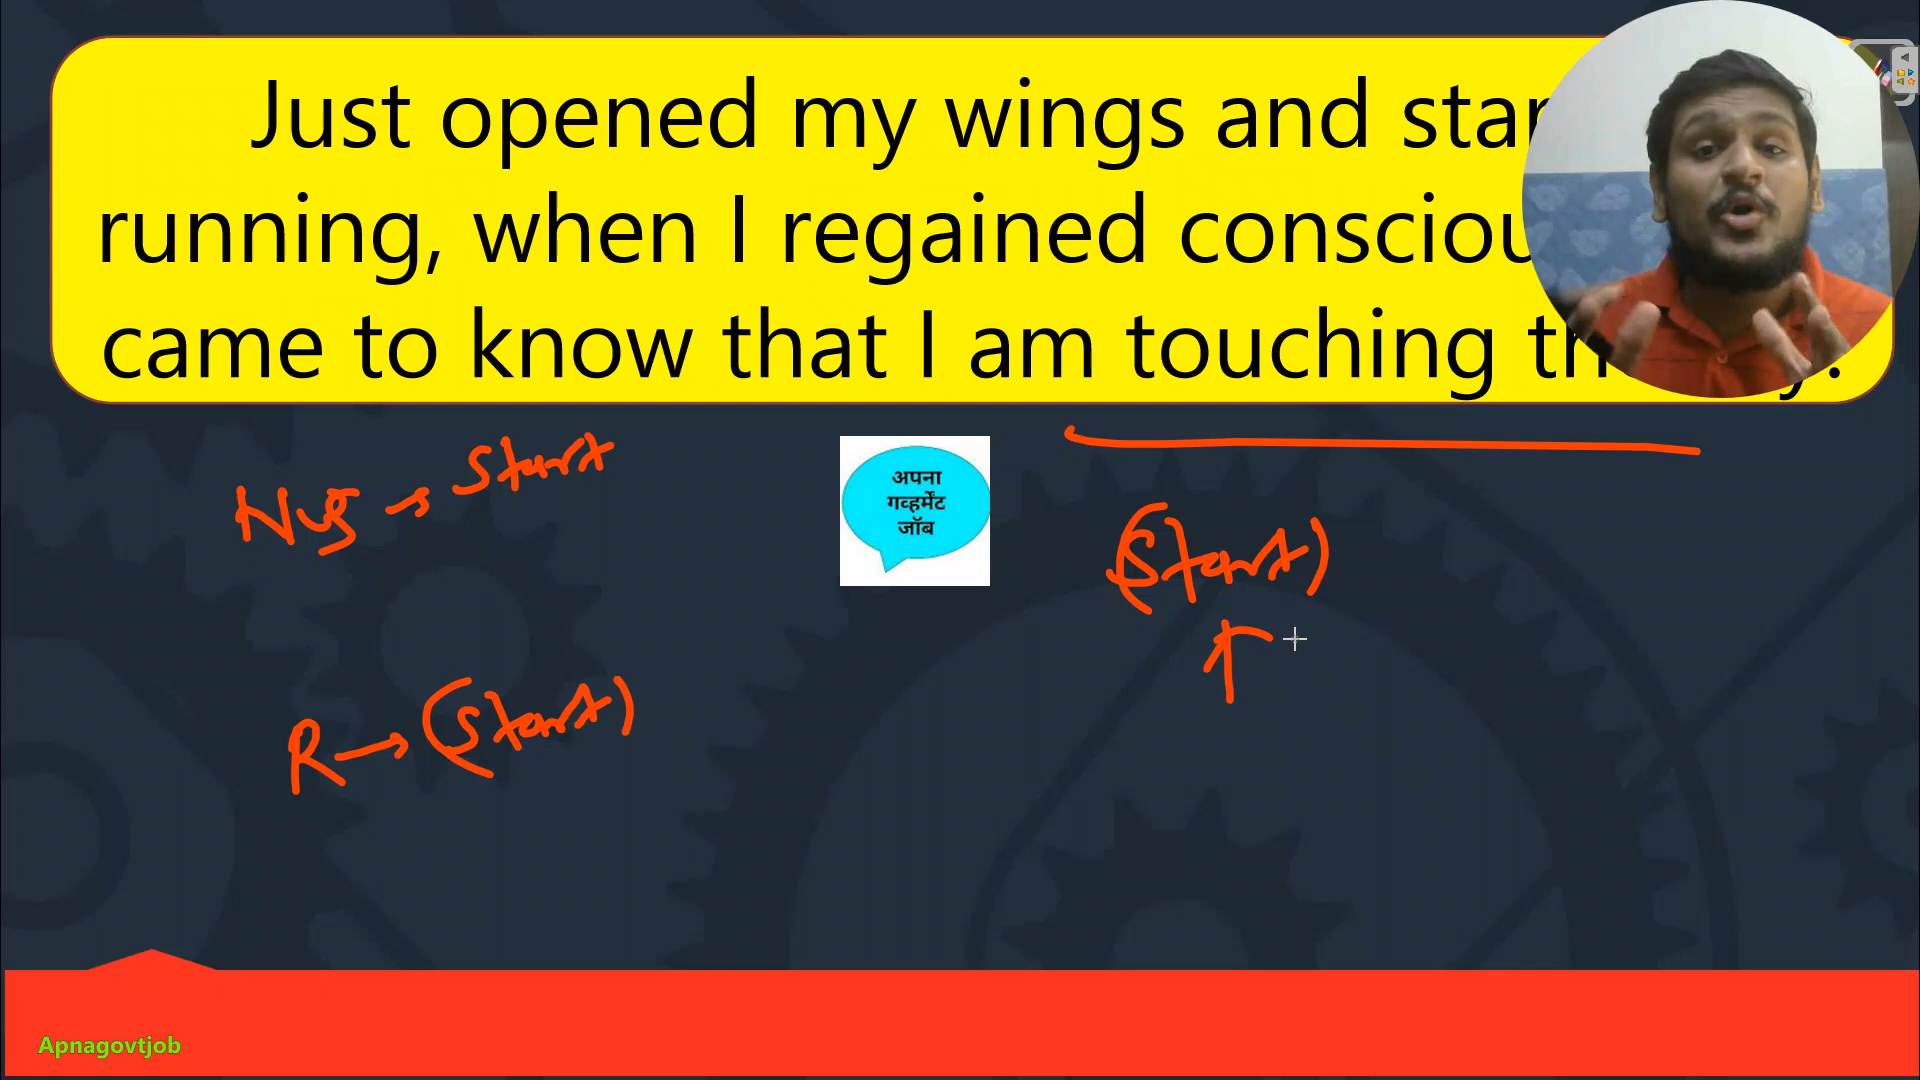 Just opened my wings and star
running, when I regained consciou
came to know that I am touching th y.
Start
अपना
गव्हर्मेंट
जॉब
(Start)
R → (Start)
Apnagovtjob